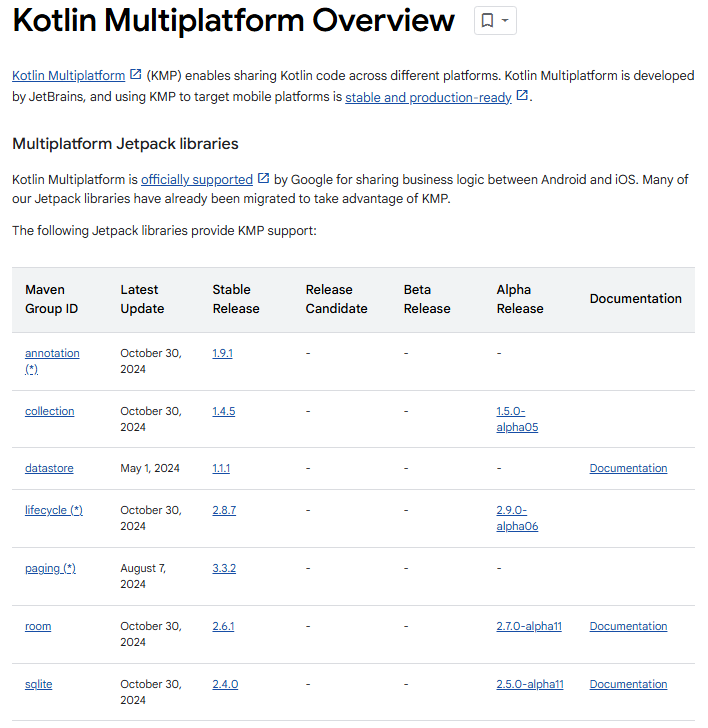 Kotlin Multiplatform Overview
Kotlin Multiplatform (KMP) enables sharing Kotlin code across different platforms. Kotlin Multiplatform is developed
by JetBrains, and using KMP to target mobile platforms is stable and production-ready.
Multiplatform Jetpack libraries
Kotlin Multiplatform is officially supported by Google for sharing business logic between Android and iOS. Many of
our Jetpack libraries have already been migrated to take advantage of KMP.
The following Jetpack libraries provide KMP support:
Maven Latest Stable Release Beta Alpha Documentation
Group ID Update Release Candidate Release Release
annotation October 30, 1.9.1 - - -
(*) 2024
collection October 30, 1.4.5 - - 1.5.0-
2024 alpha05
datastore May 1, 2024 1.1.1 - - - Documentation
lifecycle (*) October 30, 2.8.7 - - 2.9.0-
2024 alpha06
paging (*) August 7, 3.3.2 - - -
2024
room October 30, 2.6.1 - - 2.7.0-alpha11 Documentation
2024
sqlite October 30, 2.4.0 - - 2.5.0-alpha11 Documentation
2024